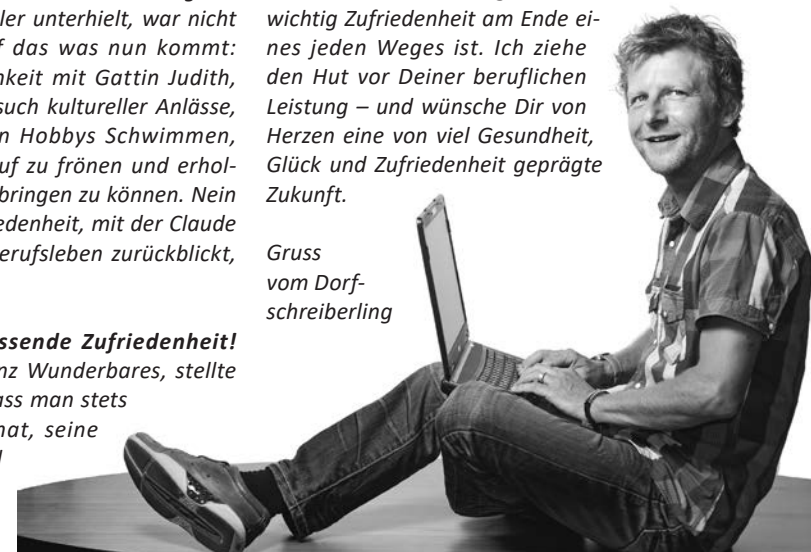 ler unterhielt, war nicht
f das was nun kommt:
nkeit mit Gattin Judith,
such kultureller Anlässe,
n Hobbys Schwimmen,
uf zu frönen und erhol-
bringen zu können. Nein
edenheit, mit der Claude
erufsleben zurückblickt,
ssende Zufriedenheit!
nz Wunderbares, stellte
ass man stets
hat, seine
wichtig Zufriedenheit am Ende ei-
nes jeden Weges ist. Ich ziehe
den Hut vor Deiner beruflichen
Leistung – und wünsche Dir von
Herzen eine von viel Gesundheit,
Glück und Zufriedenheit geprägte
Zukunft.
Gruss
vom Dorf-
schreiberling